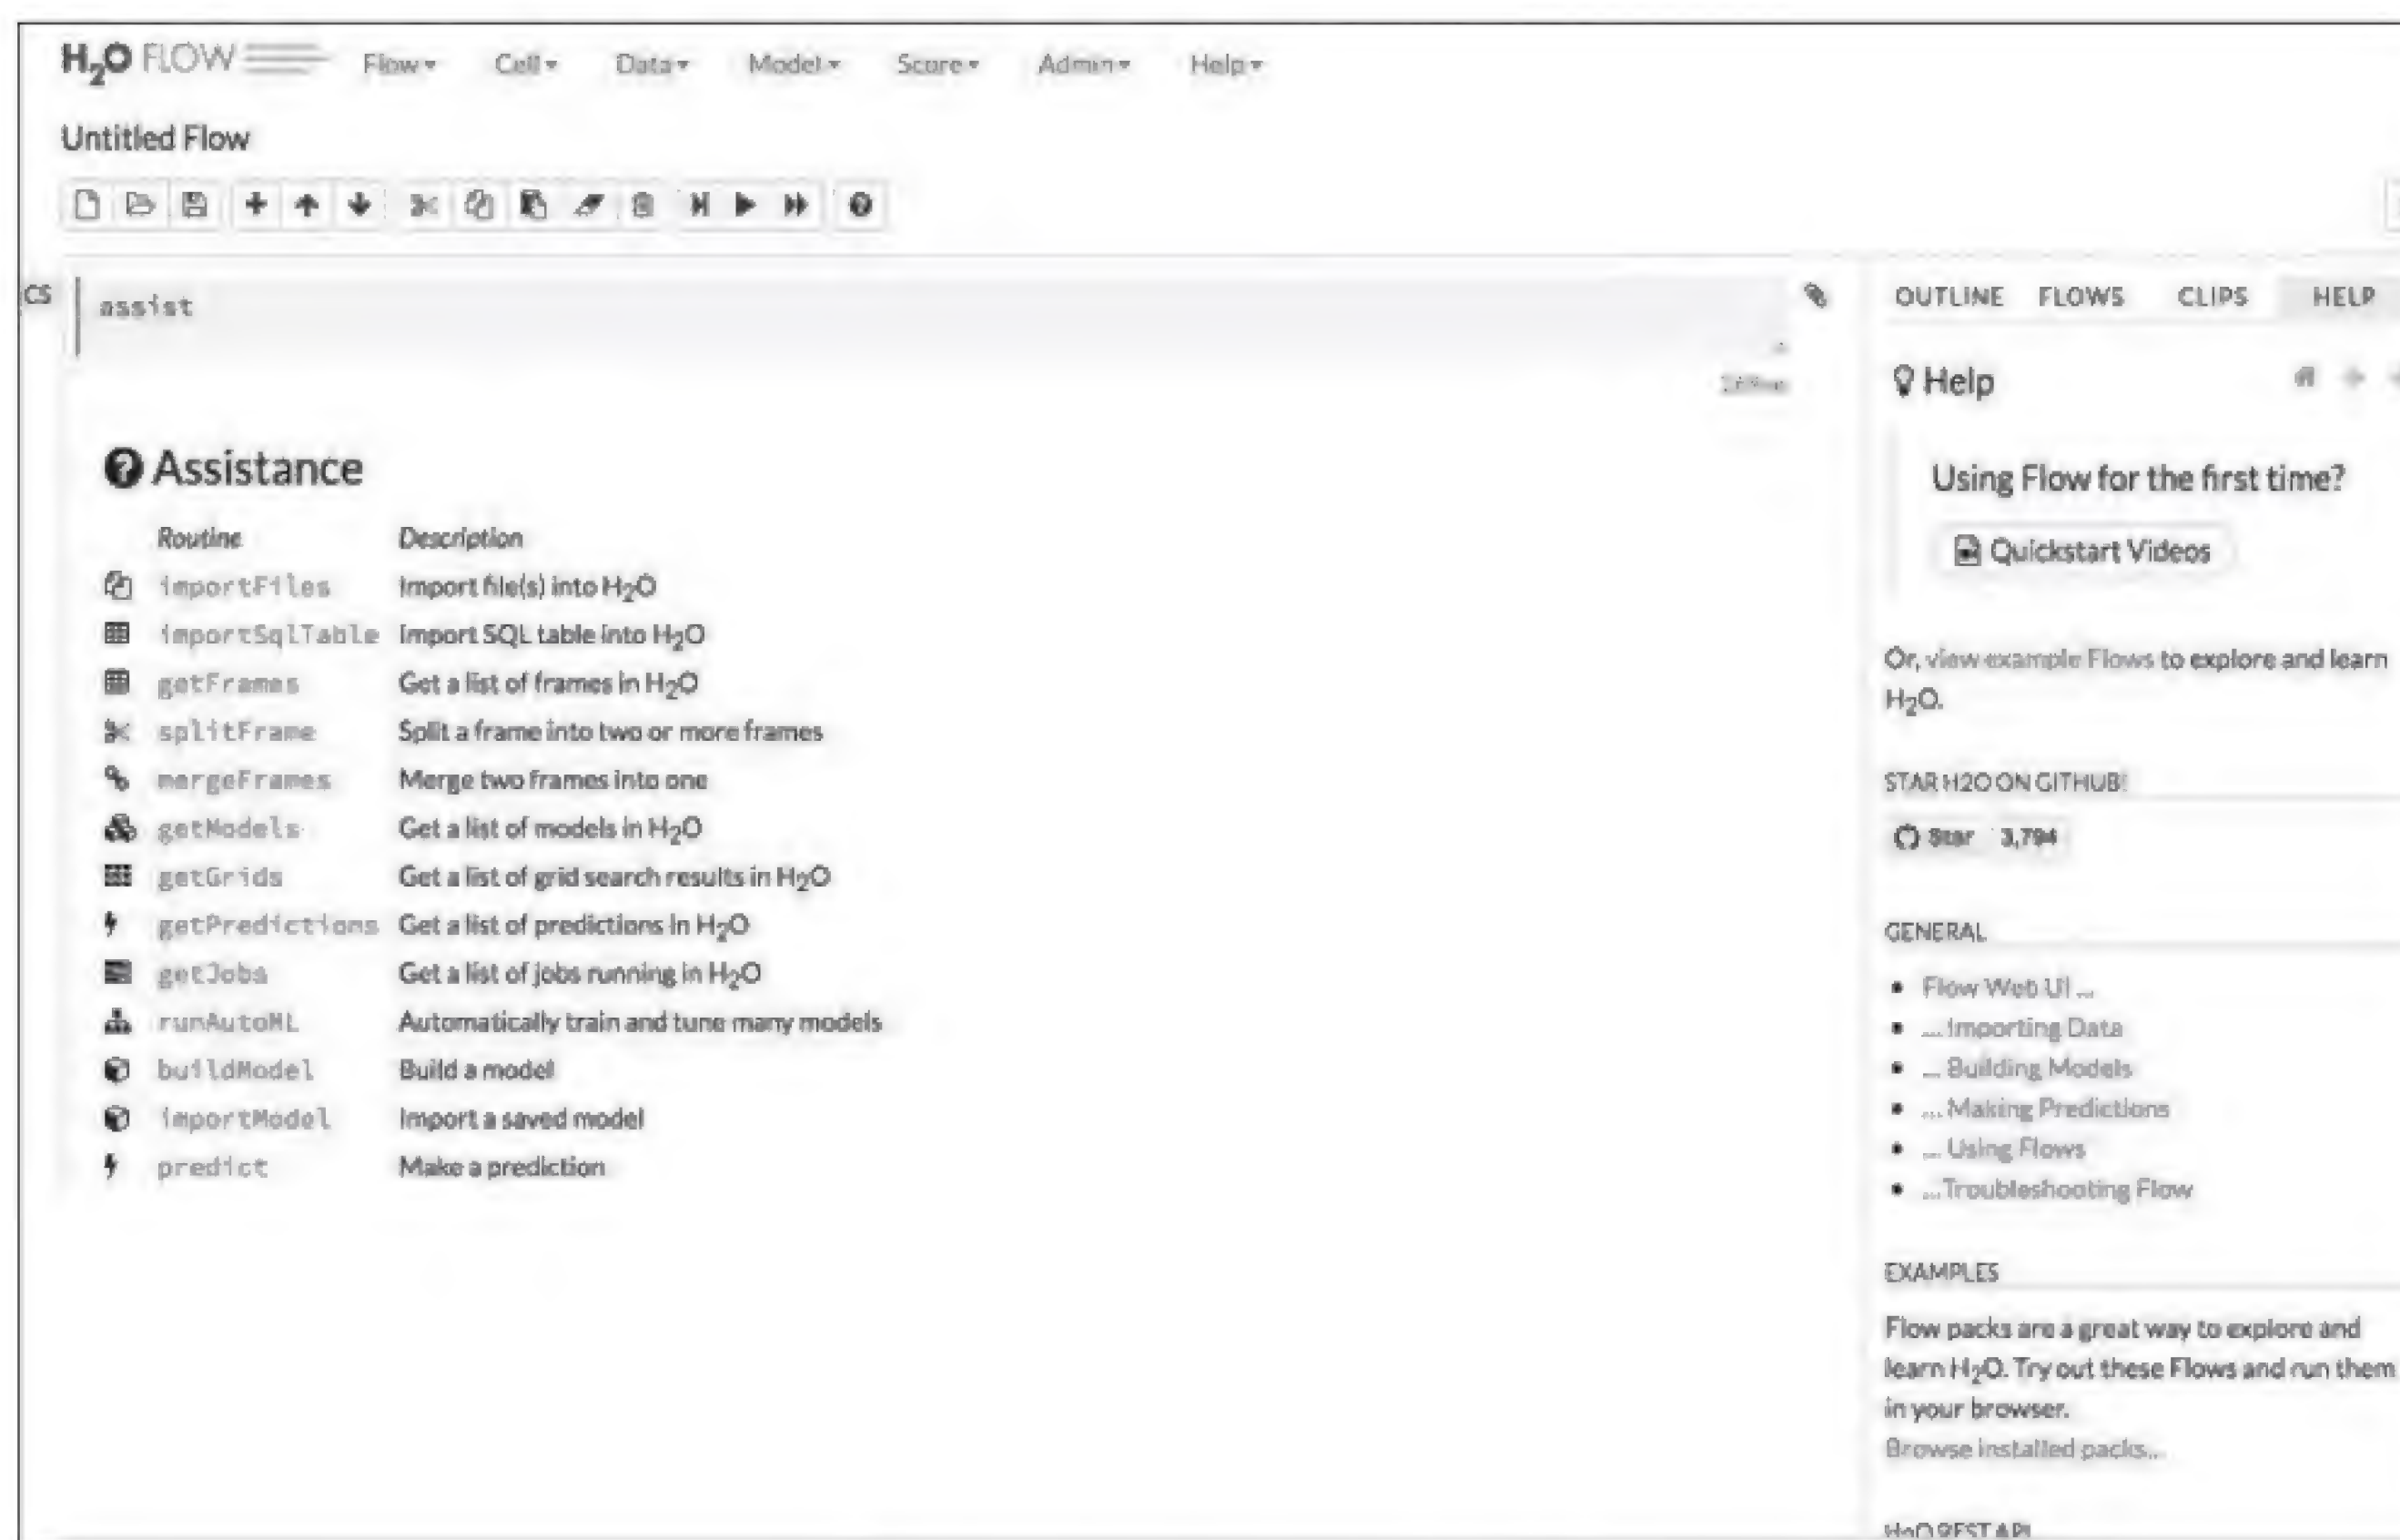 H2O FLOW Flow Cell Data Model Score Admin Help
Untitled Flow
CS
assist
OUTLINE FLOWS CLIPS HELP
Help
Using Flow for the first time?
Quickstart Videos
Or, view example Flows to explore and learn
H2O.
STAR H2O ON GITHUB!
Star 3,794
GENERAL
• Flow Web UI ...
• ... Importing Data
• ... Building Models
• ... Making Predictions
• ... Using Flows
• ... Troubleshooting Flow
EXAMPLES
Flow packs are a great way to explore and
learn H2O. Try out these Flows and run them
in your browser.
Browse installed packs...
H2O REST API
Assistance
Routine Description
importFiles Import file(s) into H2O
importSqlTable Import SQL table into H2O
getFrames Get a list of frames in H2O
splitFrame Split a frame into two or more frames
mergeFrames Merge two frames into one
getModels Get a list of models in H2O
getGrids Get a list of grid search results in H2O
getPredictions Get a list of predictions in H2O
getJobs Get a list of jobs running in H2O
runAutoML Automatically train and tune many models
buildModel Build a model
importModel Import a saved model
predict Make a prediction